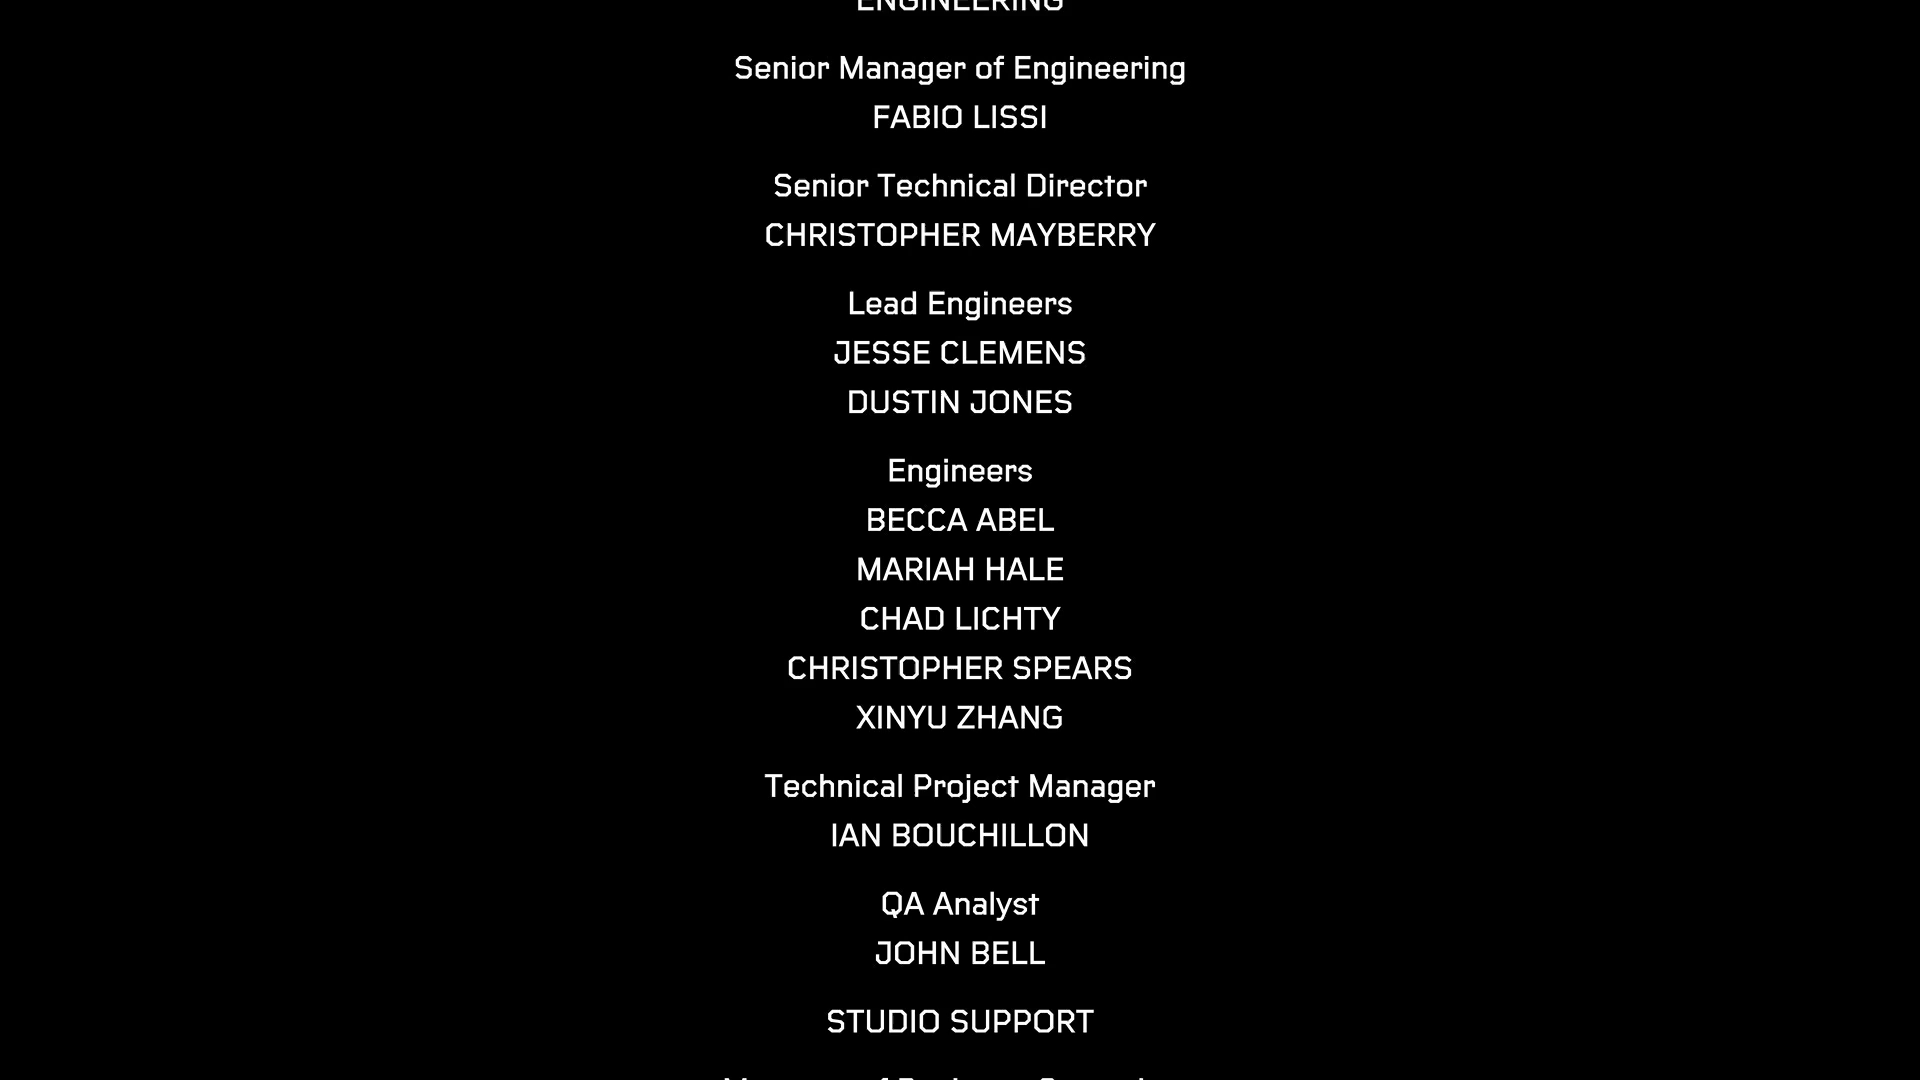 ENGINEERING
Senior Manager of Engineering
FABIO LISSI
Senior Technical Director
CHRISTOPHER MAYBERRY
Lead Engineers
JESSE CLEMENS
DUSTIN JONES
Engineers
BECCA ABEL
MARIAH HALE
CHAD LICHTY
CHRISTOPHER SPEARS
XINYU ZHANG
Technical Project Manager
IAN BOUCHILLON
QA Analyst
JOHN BELL
STUDIO SUPPORT